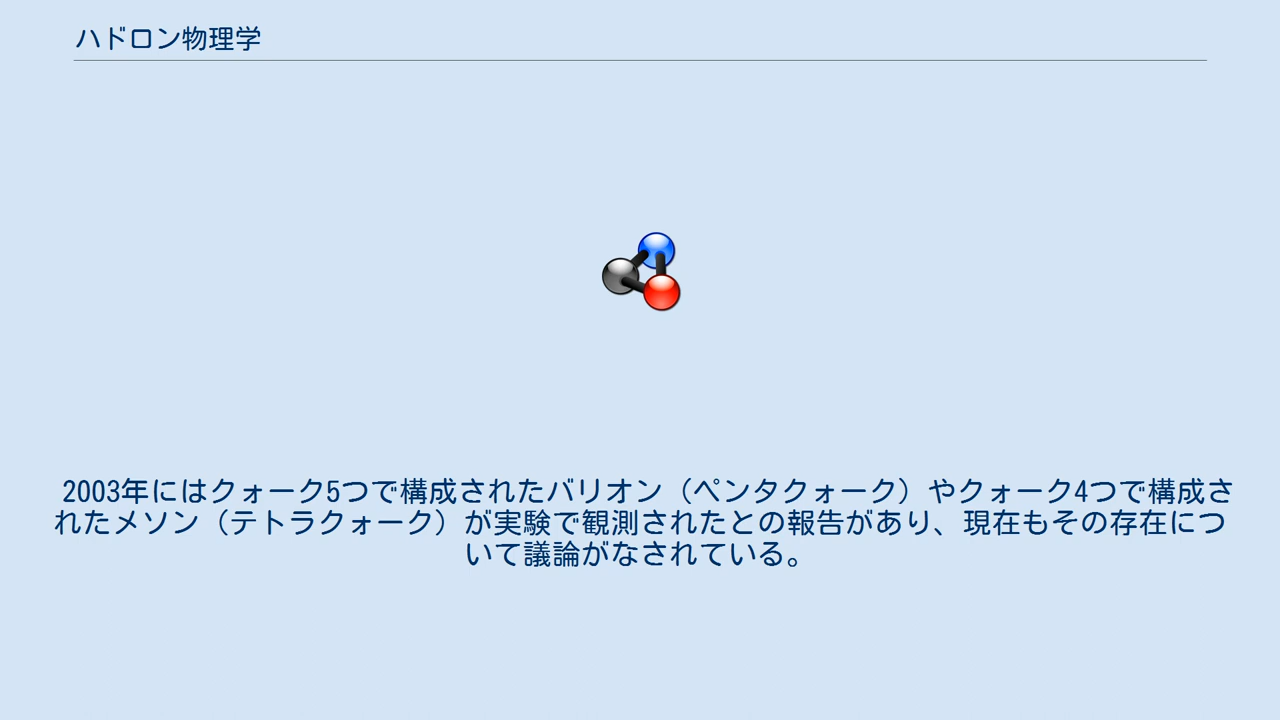 ハドロン物理学
2003年にはクォーク5つで構成されたバリオン（ペンタクォーク）やクォーク4つで構成さ
れたメソン（テトラクォーク）が実験で観測されたとの報告があり、現在もその存在につ
いて議論がなされている。